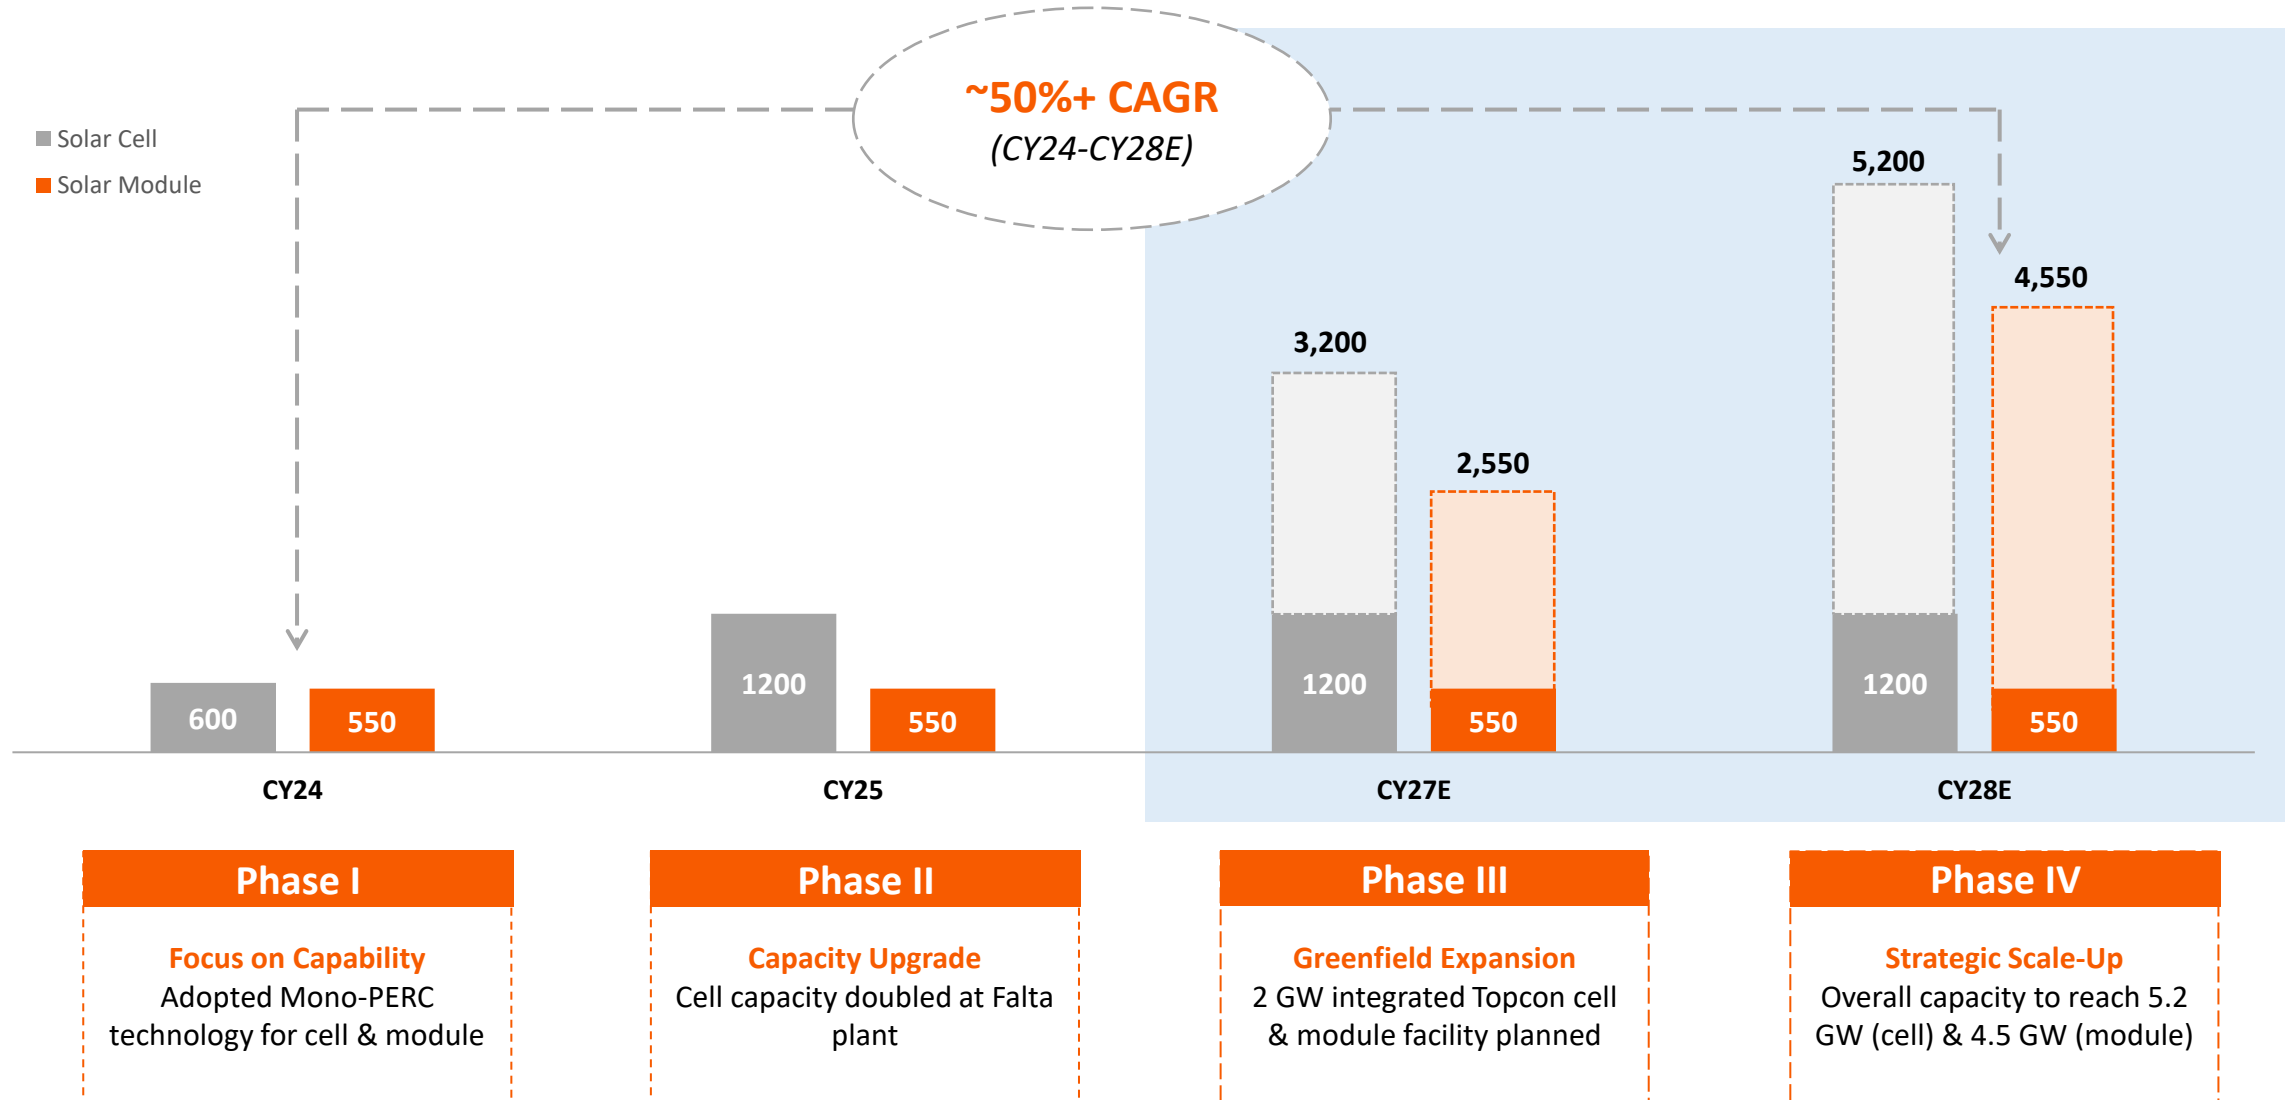 ~50%+ CAGR
(CY24-CY28E)
Solar Cell
Solar Module
5,200
4,550
3,200
2,550
600
550
1200
550
1200
550
1200
550
CY24
CY25
CY27E
CY28E
Phase I
Focus on Capability
Adopted Mono-PERC
technology for cell & module
Phase II
Capacity Upgrade
Cell capacity doubled at Falta
plant
Phase III
Greenfield Expansion
2 GW integrated Topcon cell
& module facility planned
Phase IV
Strategic Scale-Up
Overall capacity to reach 5.2
GW (cell) & 4.5 GW (module)